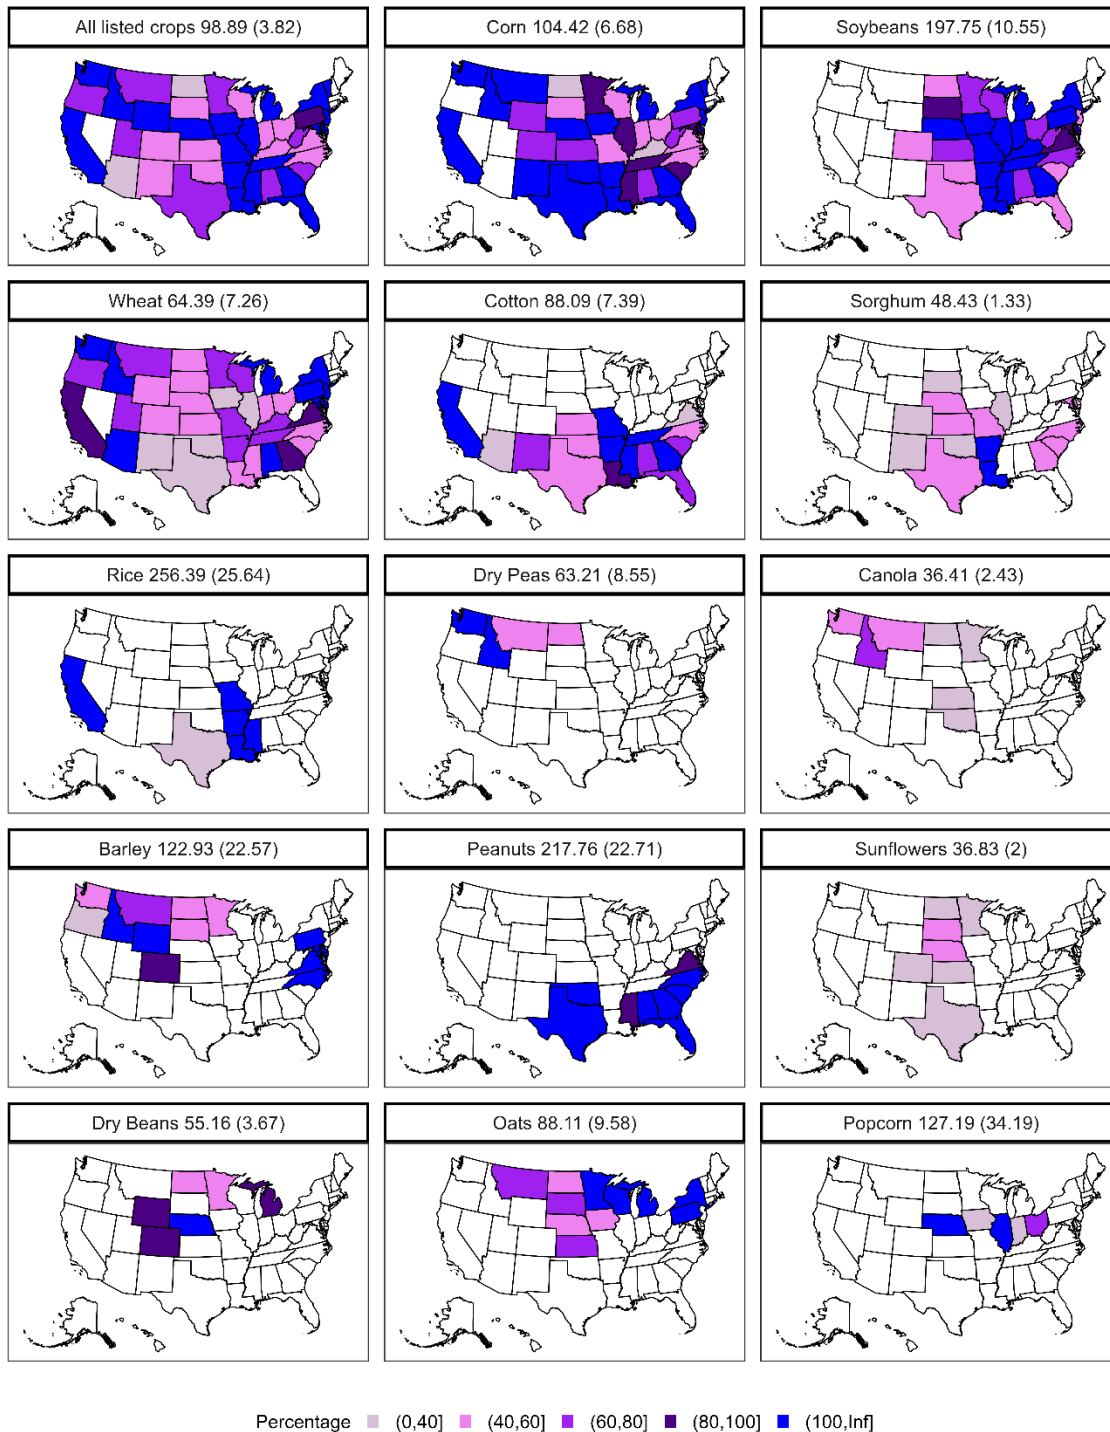 All listed crops 98.89 (3.82)
Corn 104.42 (6.68)
Soybeans 197.75 (10.55)
Wheat 64.39 (7.26)
Cotton 88.09 (7.39)
Sorghum 48.43 (1.33)
Rice 256.39 (25.64)
Dry Peas 63.21 (8.55)
Canola 36.41 (2.43)
Barley 122.93 (22.57)
Peanuts 217.76 (22.71)
Sunflowers 36.83 (2)
Dry Beans 55.16 (3.67)
Oats 88.11 (9.58)
Popcorn 127.19 (34.19)
Percentage (0,40] (40,60] (60,80] (80,100] (100,Inf]